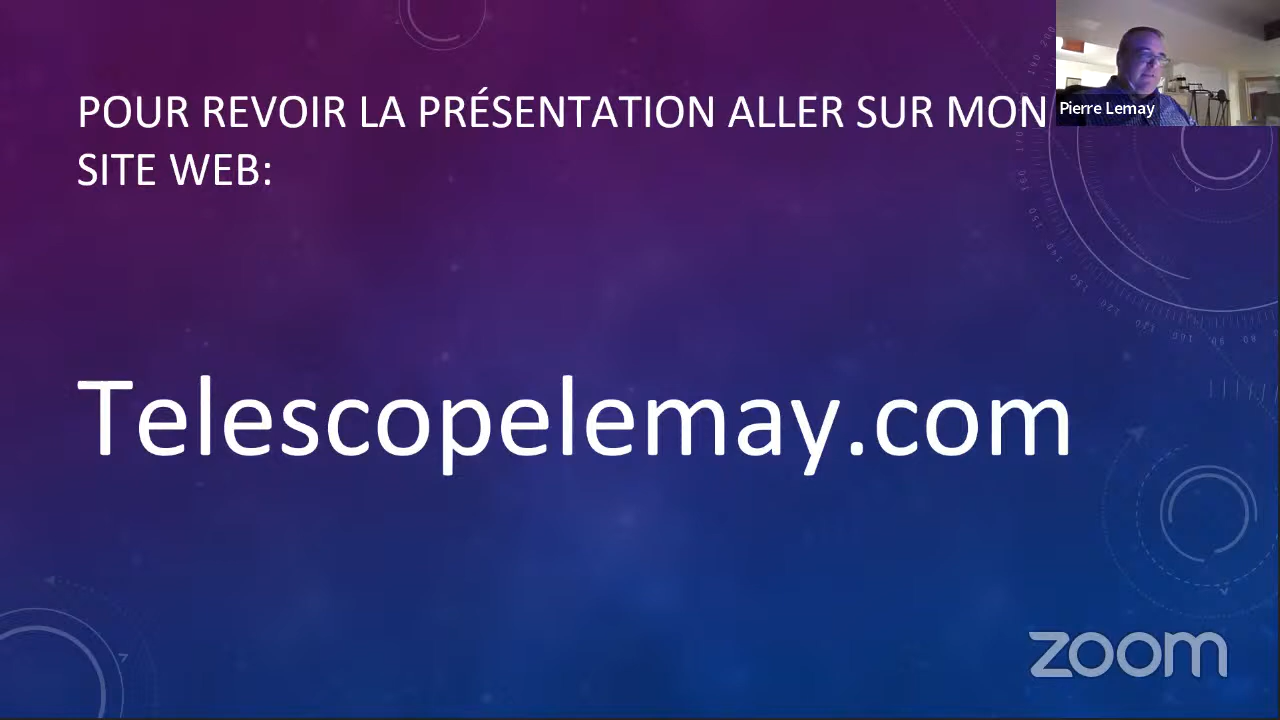 POUR REVOIR LA PRÉSENTATION ALLER SUR MON
SITE WEB:
Pierre Lemay
Telescopelemay.com
zoom